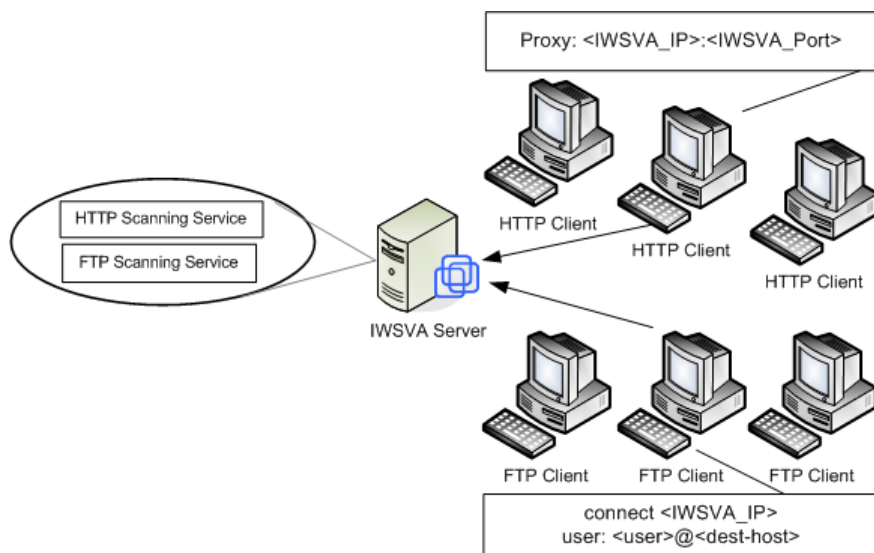 Proxy: <IWSVA_IP>:<IWSVA_Port>
HTTP Client
HTTP Client
HTTP Client
HTTP Scanning Service
FTP Scanning Service
IWSVA Server
FTP Client
FTP Client
FTP Client
connect <IWSVA_IP>
user: <user>@<dest-host>